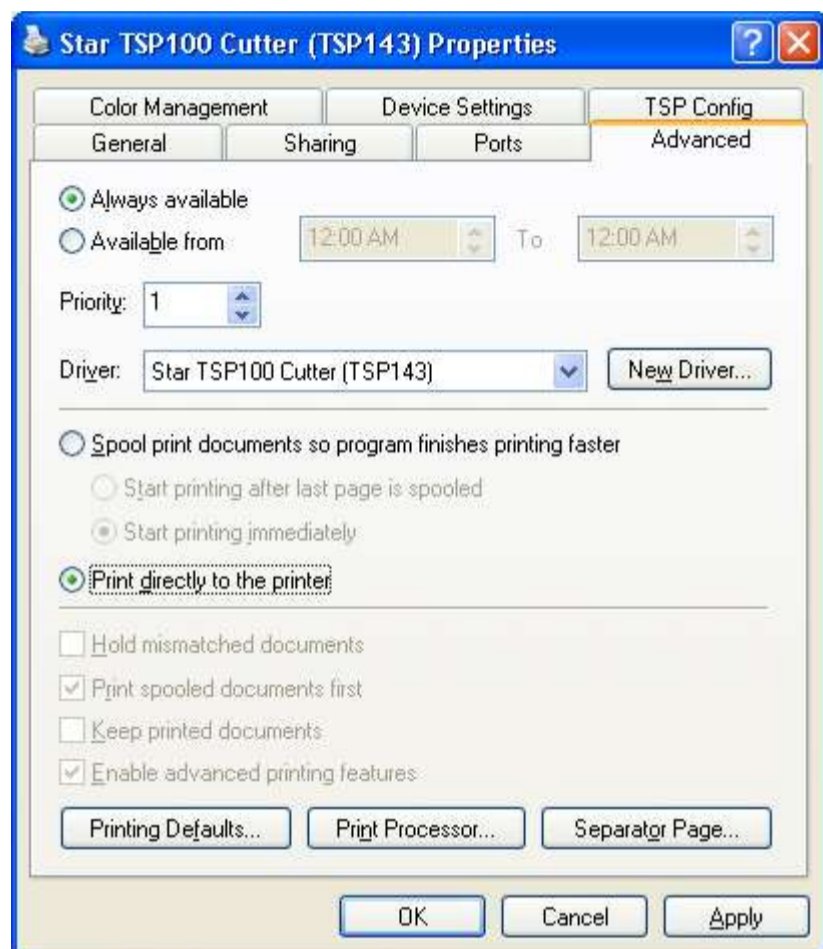 Star TSP100 Cutter (TSP143) Properties
Color Management Device Settings TSP Config
General Sharing Ports Advanced
Always available
Available from 12:00 AM To 12:00 AM
Priority: 1
Driver: Star TSP100 Cutter (TSP143) New Driver...
Spool print documents so program finishes printing faster
Start printing after last page is spooled
Start printing immediately
Print directly to the printer
Hold mismatched documents
Print spooled documents first
Keep printed documents
Enable advanced printing features
Printing Defaults... Print Processor... Separator Page...
OK Cancel Apply